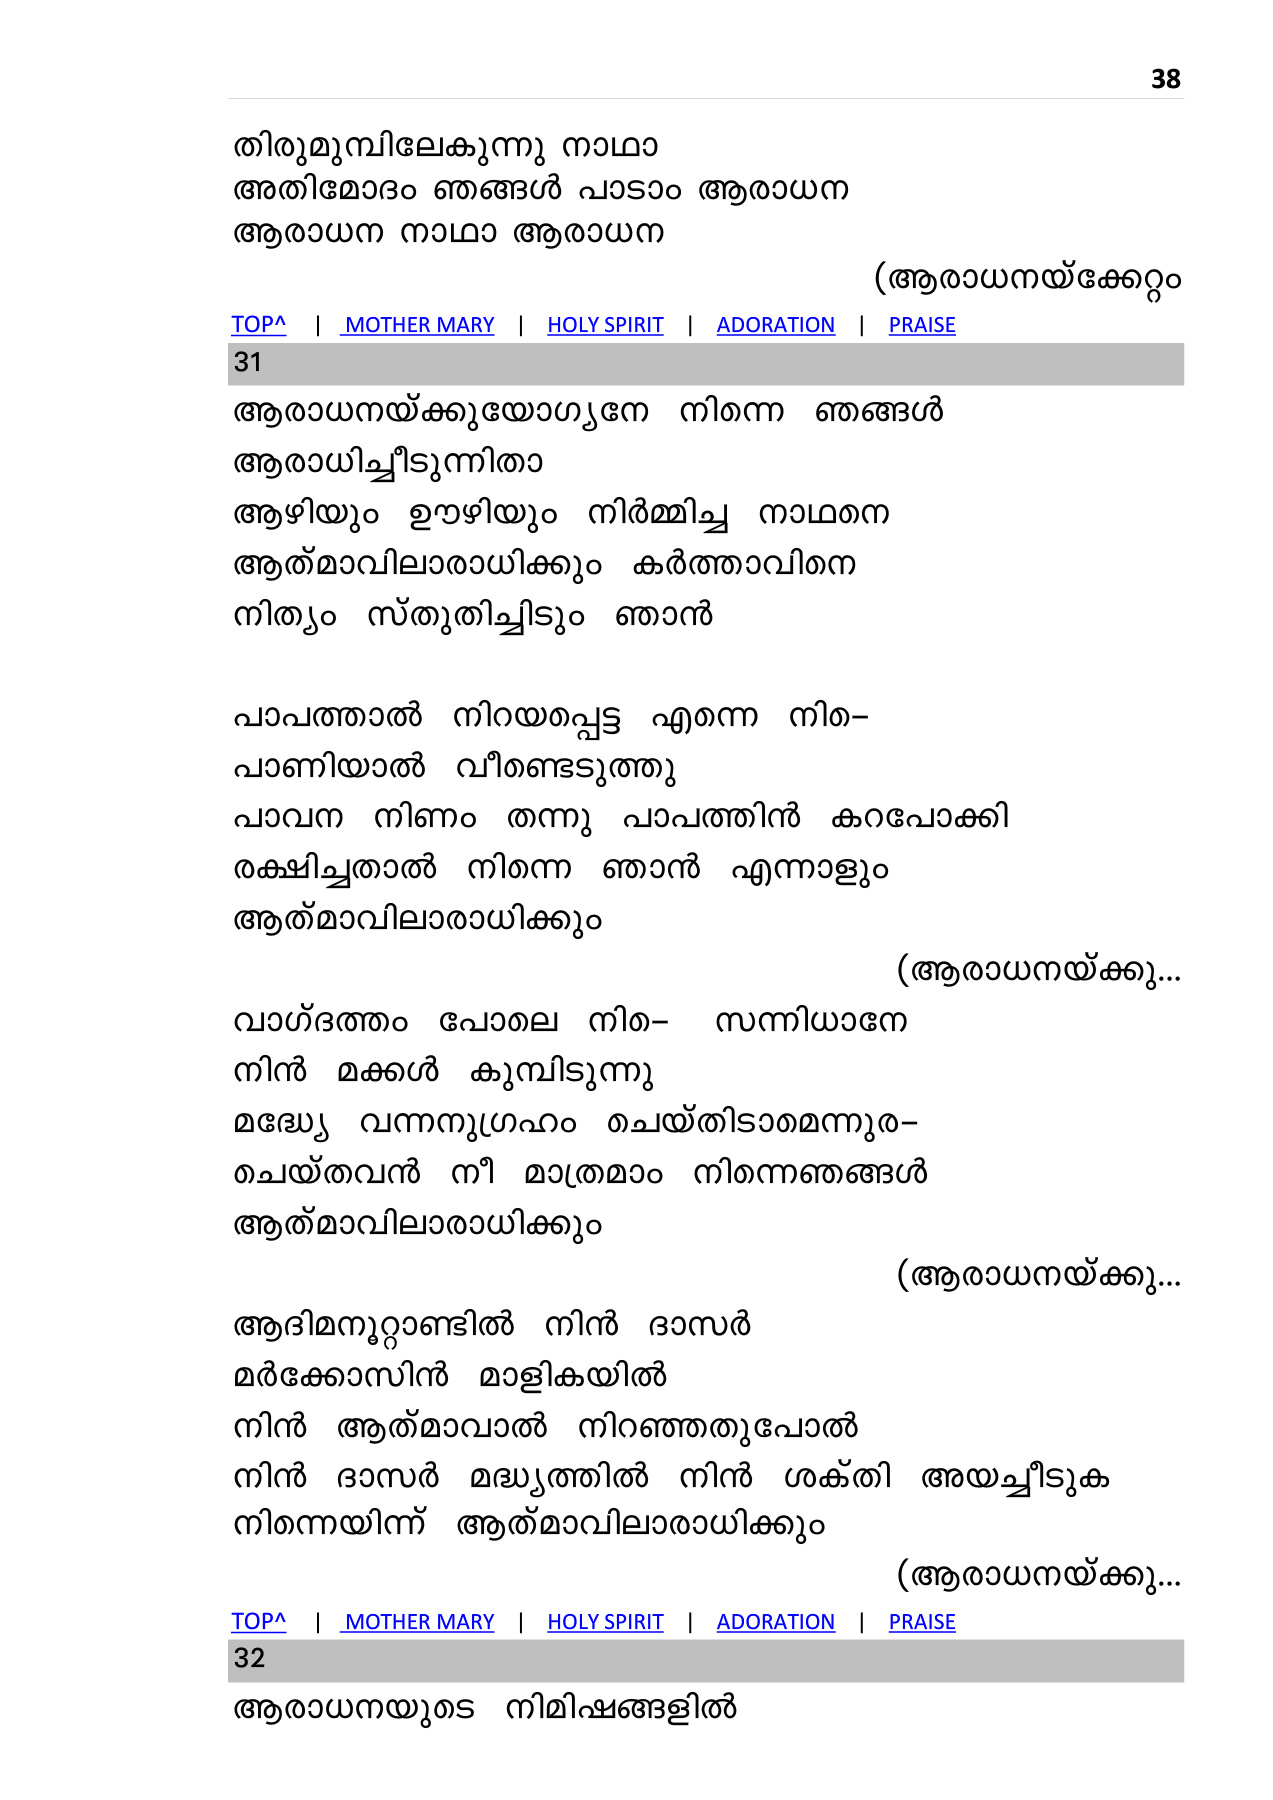 38
തിരുമുമ്പിലേകുന്നു നാഥാ
അതിമോദം ഞങ്ങൾ പാടാം ആരാധന
ആരാധന നാഥാ ആരാധന
(ആരാധനയ്ക്കേറ്റം
TOP^ | MOTHER MARY | HOLY SPIRIT | ADORATION | PRAISE
31
ആരാധനയ്ക്കുയോഗ്യനേ നിന്നെ ഞങ്ങൾ
ആരാധിച്ചീടുന്നിതാ
ആഴിയും ഊഴിയും നിർമ്മിച്ച നാഥനെ
ആത്മാവിലാരാധിക്കും കർത്താവിനെ
നിത്യം സ്തുതിച്ചിടും ഞാൻ
പാപത്താൽ നിറയപ്പെട്ട എന്നെ നിെ–
പാണിയാൽ വീണ്ടെടുത്തു
പാവന നിണം തന്നു പാപത്തിൻ കറപോക്കി
രക്ഷിച്ചതാൽ നിന്നെ ഞാൻ എന്നാളും
ആത്മാവിലാരാധിക്കും
(ആരാധനയ്ക്കു...
വാഗ്ദത്തം പോലെ നിെ– സന്നിധാനേ
നിൻ മക്കൾ കുമ്പിടുന്നു
മദ്ധ്യേ വന്നനുഗ്രഹം ചെയ്തിടാമെന്നുര–
ചെയ്തവൻ നീ മാത്രമാം നിന്നെഞങ്ങൾ
ആത്മാവിലാരാധിക്കും
(ആരാധനയ്ക്കു...
ആദിമനൂറ്റാണ്ടിൽ നിൻ ദാസർ
മർക്കോസിൻ മാളികയിൽ
നിൻ ആത്മാവാൽ നിറഞ്ഞതുപോൽ
നിൻ ദാസർ മദ്ധ്യത്തിൽ നിൻ ശക്തി അയച്ചീടുക
നിന്നെയിന്ന് ആത്മാവിലാരാധിക്കും
(ആരാധനയ്ക്കു...
TOP^ | MOTHER MARY | HOLY SPIRIT | ADORATION | PRAISE
32
ആരാധനയുടെ നിമിഷങ്ങളിൽ